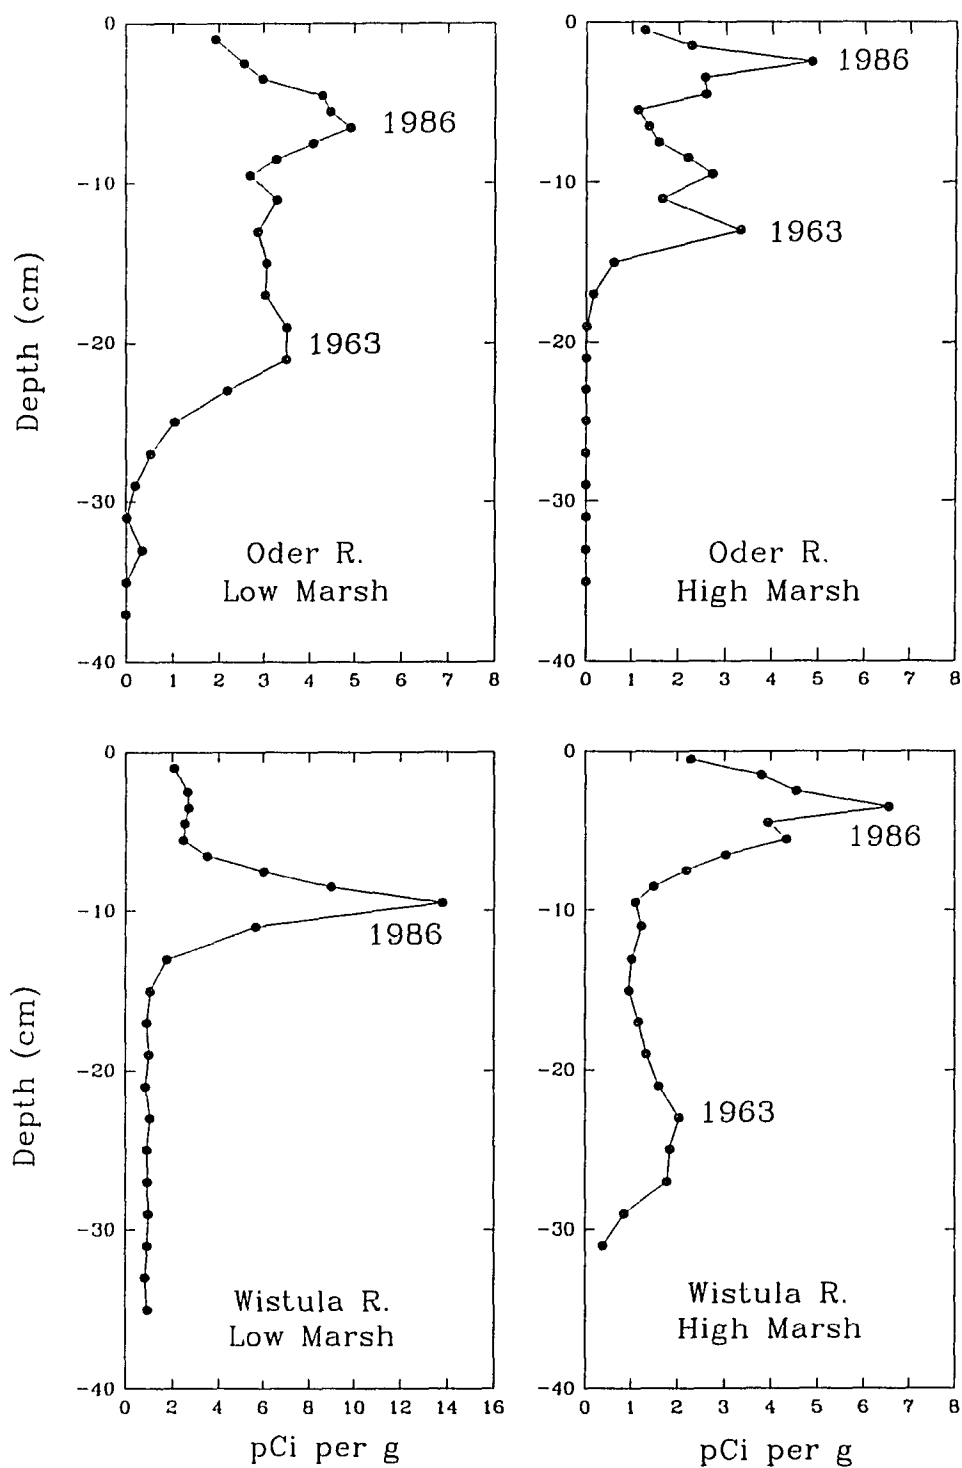 0
-10
-20
-30
-40
Depth (cm)
1986
1963
Oder R.
Low Marsh
0 1 2 3 4 5 6 7 8
0
-10
-20
-30
-40
1986
1963
Oder R.
High Marsh
0 1 2 3 4 5 6 7 8
0
-10
-20
-30
-40
Depth (cm)
1986
Wistula R.
Low Marsh
0 2 4 6 8 10 12 14 16
pCi per g
0
-10
-20
-30
-40
1986
1963
Wistula R.
High Marsh
0 1 2 3 4 5 6 7 8
pCi per g